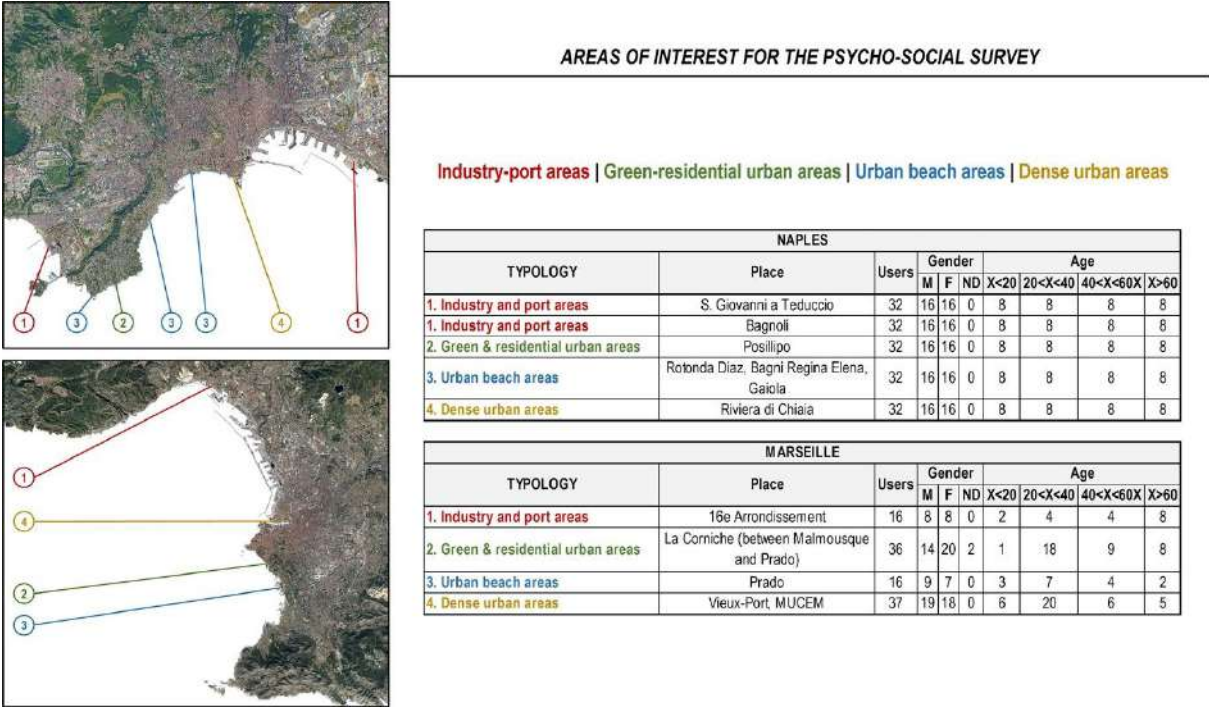 AREAS OF INTEREST FOR THE PSYCHO-SOCIAL SURVEY
Industry-port areas | Green-residential urban areas | Urban beach areas | Dense urban areas
1 3 2 3 3 4 1
NAPLES
TYPOLOGY Place Users Gender Age
M F ND X<20 20<X<40 40<X<60X X>60
1. Industry and port areas S. Giovanni a Teduccio 32 16 16 0 8 8 8 8
1. Industry and port areas Bagnoli 32 16 16 0 8 8 8 8
2. Green & residential urban areas Posillipo 32 16 16 0 8 8 8 8
3. Urban beach areas Rotonda Diaz, Bagni Regina Elena,
Gaiola 32 16 16 0 8 8 8 8
4. Dense urban areas Riviera di Chiaia 32 16 16 0 8 8 8 8
1
4
2
3
MARSEILLE
TYPOLOGY Place Users Gender Age
M F ND X<20 20<X<40 40<X<60X X>60
1. Industry and port areas 16e Arrondissement 16 8 8 0 2 4 4 8
2. Green & residential urban areas La Corniche (between Malmousque
and Prado) 36 14 20 2 1 18 9 8
3. Urban beach areas Prado 16 9 7 0 3 7 4 2
4. Dense urban areas Vieux-Port, MUCEM 37 19 18 0 6 20 6 5